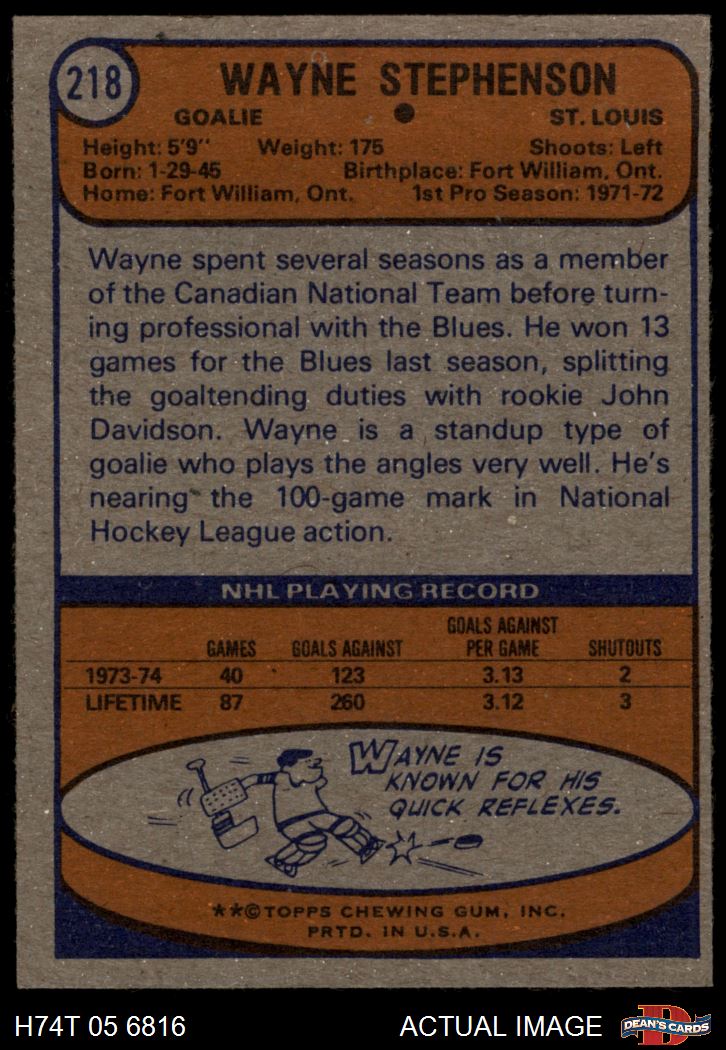 218
WAYNE STEPHENSON
GOALIE
ST. LOUIS
Height: 5'9" Weight: 175 Shoots: Left
Born: 1-29-45 Birthplace: Fort William, Ont.
Home: Fort William, Ont. 1st Pro Season: 1971-72
Wayne spent several seasons as a member
of the Canadian National Team before turn-
ing professional with the Blues. He won 13
games for the Blues last season, splitting
the goaltending duties with rookie John
Davidson. Wayne is a standup type of
goalie who plays the angles very well. He's
nearing the 100-game mark in National
Hockey League action.
NHL PLAYING RECORD
GAMES GOALS AGAINST GOALS AGAINST PER GAME SHUTOUTS
1973-74 40 123 3.13 2
LIFETIME 87 260 3.12 3
WAYNE IS
KNOWN FOR HIS
QUICK REFLEXES.
**©TOPPS CHEWING GUM, INC.
PRTD. IN U.S.A.
H74T 05 6816 ACTUAL IMAGE
D
DEAN'S CARDS